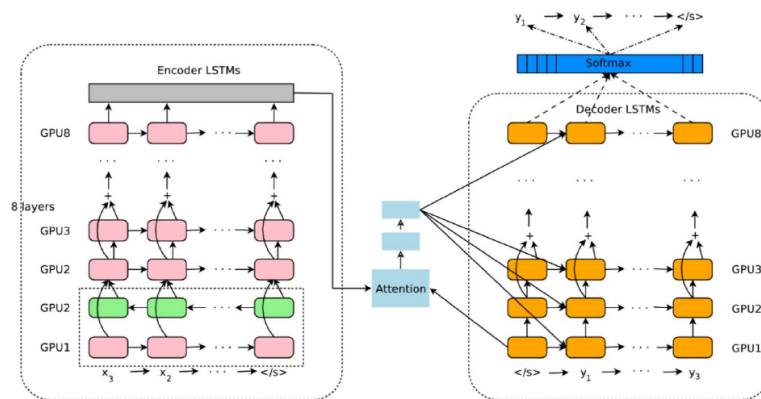 y1 y2 · · · </s>
Softmax
Encoder LSTMs
Decoder LSTMs
GPU8 · · · GPU8 · · ·
· · · · · ·
+ + + + + +
8 layers
GPU3 · · · GPU3 · · ·
GPU2 · · · GPU2 · · ·
GPU2 · · ·
Attention
GPU1 · · · GPU1 · · ·
x3 x2 · · · </s>
</s> y1 · · · y3